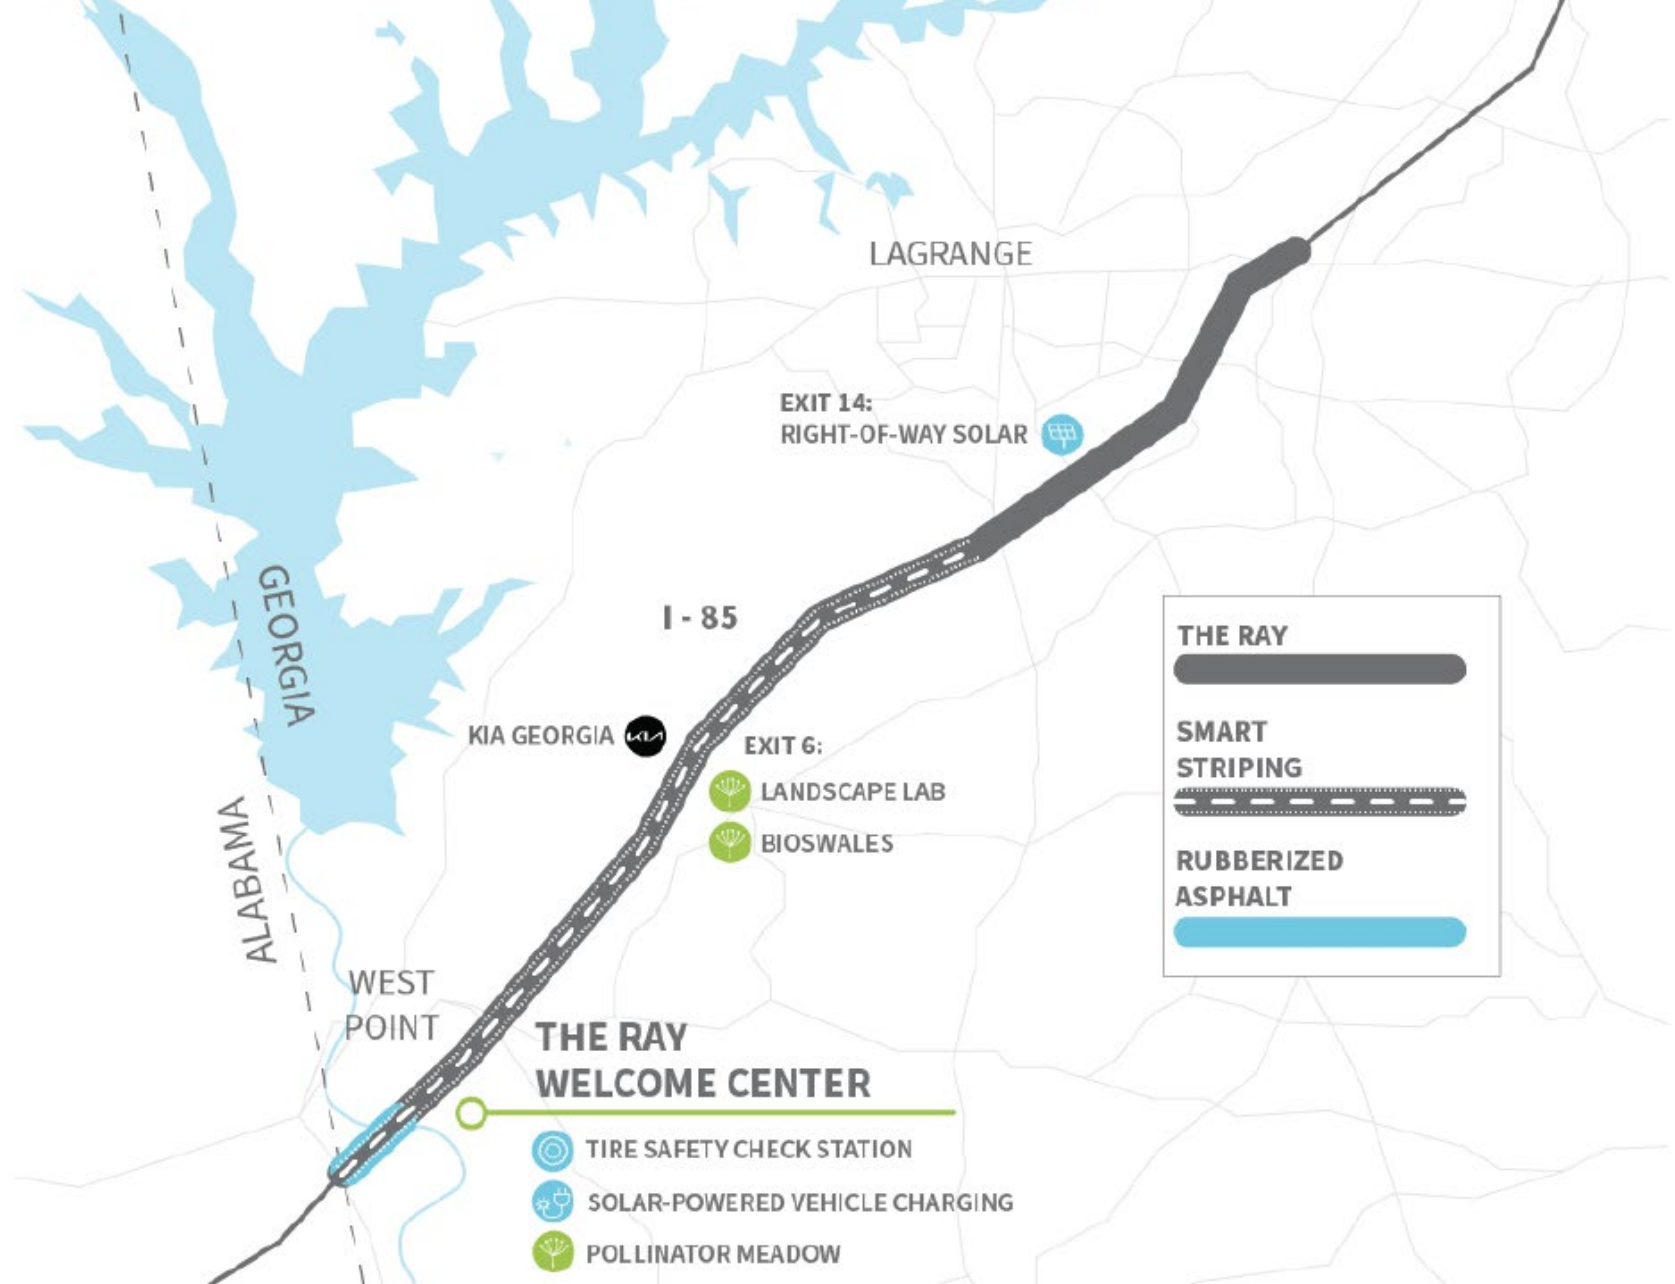 LAGRANGE
EXIT 14:
RIGHT-OF-WAY SOLAR
GEORGIA
I - 85
THE RAY
SMART
STRIPING
RUBBERIZED
ASPHALT
KIA GEORGIA
KIA
EXIT 6:
LANDSCAPE LAB
BIOSWALES
ALABAMA
WEST
POINT
THE RAY
WELCOME CENTER
TIRE SAFETY CHECK STATION
SOLAR-POWERED VEHICLE CHARGING
POLLINATOR MEADOW